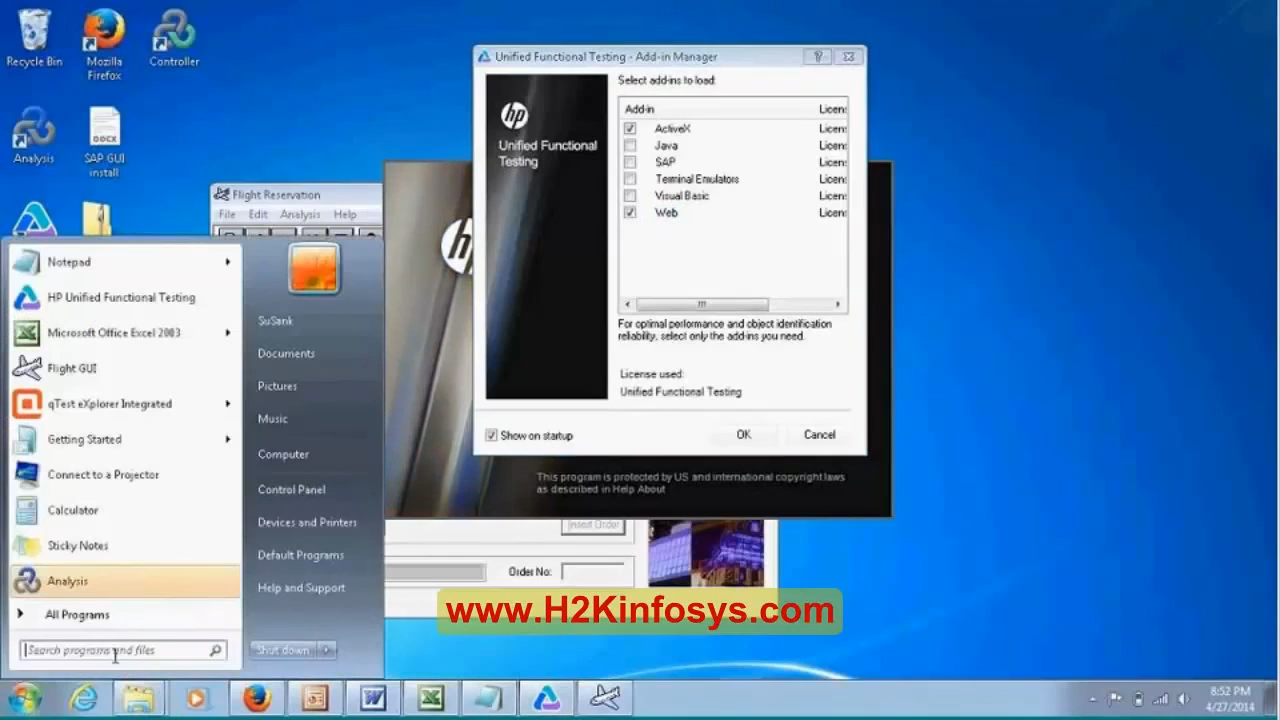 Recycle Bin
Mozilla
Firefox
Controller
Analysis
SAP GUI
install
DOCX
Unified Functional Testing - Add-in Manager
Select add-ins to load:
hp
Unified Functional
Testing
Add-in
Licen
ActiveX
Licen
Java
Licen
SAP
Licen
Terminal Emulators
Licen
Visual Basic
Licen
Web
Licen
For optimal performance and object identification
reliability, select only the add-ins you need.
License used:
Unified Functional Testing
Show on startup
OK
Cancel
Flight Reservation
File Edit Analysis Help
This program is protected by US and international copyright laws
as described in Help About
Insert Order
Order No:
Notepad
HP Unified Functional Testing
Microsoft Office Excel 2003
Flight GUI
qTest eXplorer Integrated
Getting Started
Connect to a Projector
Calculator
Sticky Notes
Analysis
All Programs
Search programs and files
SuSank
Documents
Pictures
Music
Computer
Control Panel
Devices and Printers
Default Programs
Help and Support
Shut down
www.H2Kinfosys.com
8:52 PM
4/27/2014